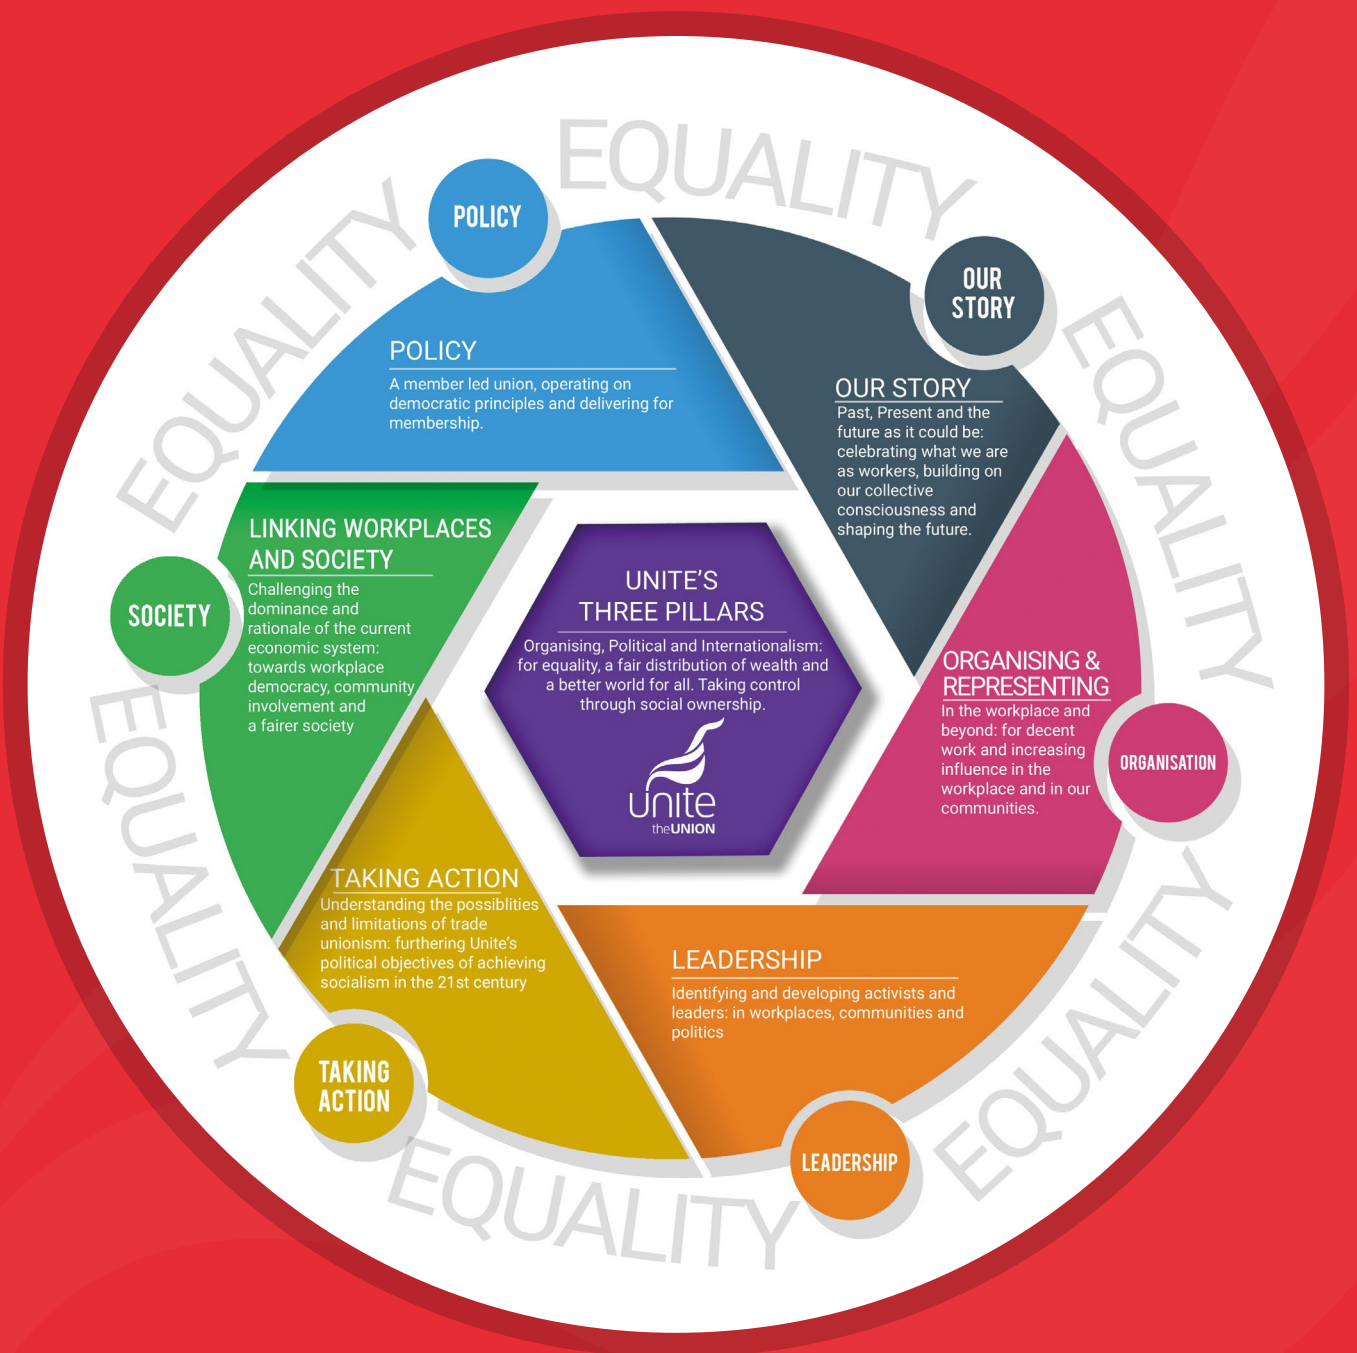 EQUALITY
EQUALITY
EQUALITY
EQUALITY
EQUALITY
EQUALITY
EQUALITY
POLICY
POLICY
A member led union, operating on
democratic principles and delivering for
membership.
OUR
STORY
OUR STORY
Past, Present and the
future as it could be:
celebrating what we are
as workers, building on
our collective
consciousness and
shaping the future.
ORGANISATION
ORGANISING &
REPRESENTING
In the workplace and
beyond: for decent
work and increasing
influence in the
workplace and in our
communities.
LEADERSHIP
LEADERSHIP
Identifying and developing activists and
leaders: in workplaces, communities and
politics
TAKING
ACTION
TAKING ACTION
Understanding the possiblities
and limitations of trade
unionism: furthering Unite's
political objectives of achieving
socialism in the 21st century
SOCIETY
LINKING WORKPLACES
AND SOCIETY
Challenging the
dominance and
rationale of the current
economic system:
towards workplace
democracy, community
involvement and
a fairer society
UNITE'S
THREE PILLARS
Organising, Political and Internationalism:
for equality, a fair distribution of wealth and
a better world for all. Taking control
through social ownership.
unite
theUNION